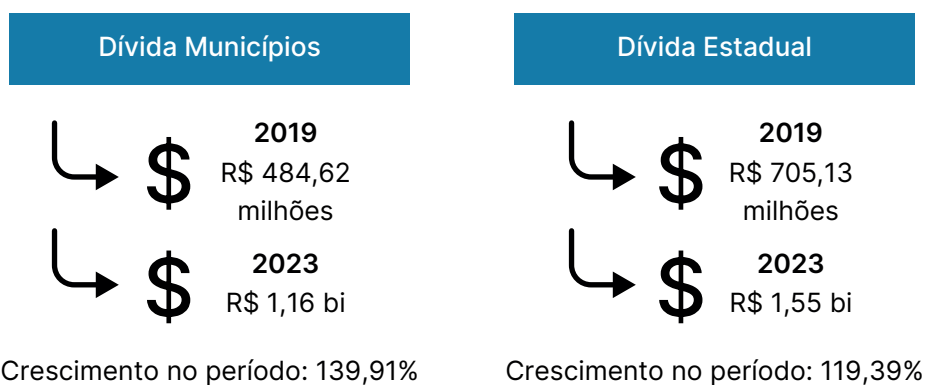 Dívida Municípios
$
2019
R$ 484,62
milhões
$
2023
R$ 1,16 bi
Crescimento no período: 139,91%
Dívida Estadual
$
2019
R$ 705,13
milhões
$
2023
R$ 1,55 bi
Crescimento no período: 119,39%